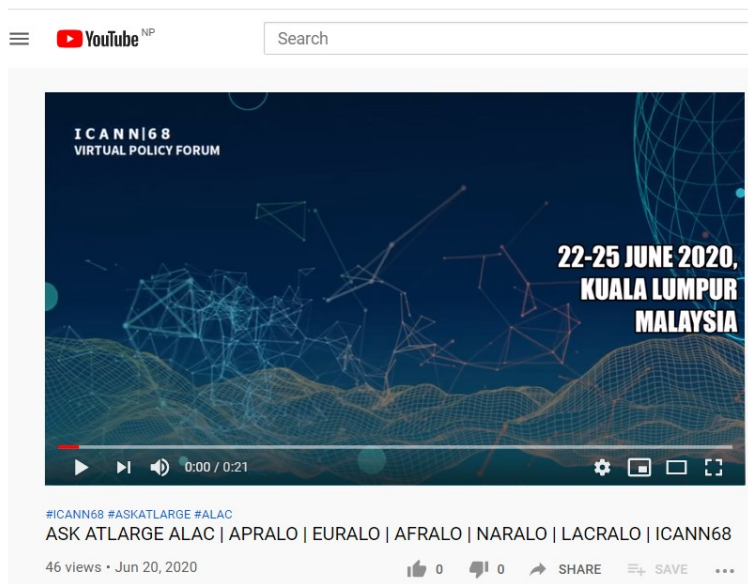 YouTube NP
Search
ICANN|68
VIRTUAL POLICY FORUM
22-25 JUNE 2020,
KUALA LUMPUR
MALAYSIA
0:00 / 0:21
#ICANN68 #ASKATLARGE #ALAC
ASK ATLARGE ALAC | APRALO | EURALO | AFRALO | NARALO | LACRALO | ICANN68
46 views • Jun 20, 2020
0
0
SHARE
SAVE